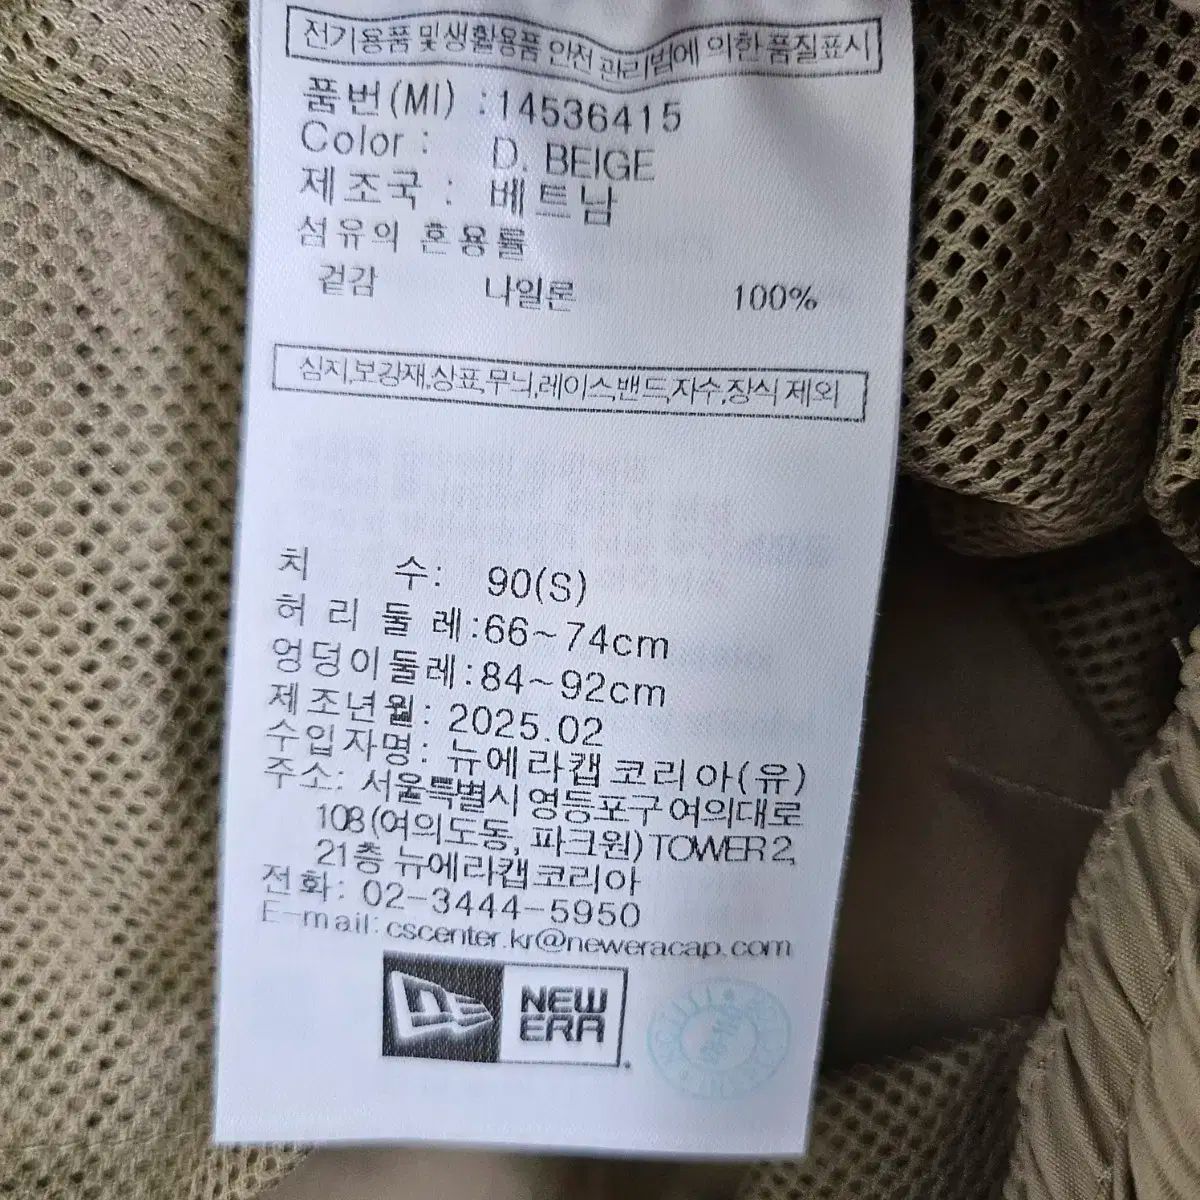 전기용품 및 생활용품 안전 관리법에 의한 품질표시
품번(MI) : 14536415
Color : D. BEIGE
제조국 : 베트남
섬유의 혼용률
겉감 나일론 100%
심지,보강재,상표,무늬,레이스,밴드,자수,장식 제외
치 수: 90(S)
허 리 둘 레:66~74cm
엉덩이둘레:84~92cm
제조년월: 2025.02
수입자명: 뉴에라캡코리아(유)
주소: 서울특별시 영등포구 여의대로
108(여의도동, 파크원) TOWER 2,
21층 뉴에라캡코리아
전화: 02-3444-5950
E-mail: cscenter.kr@neweracap.com
NEW
ERA